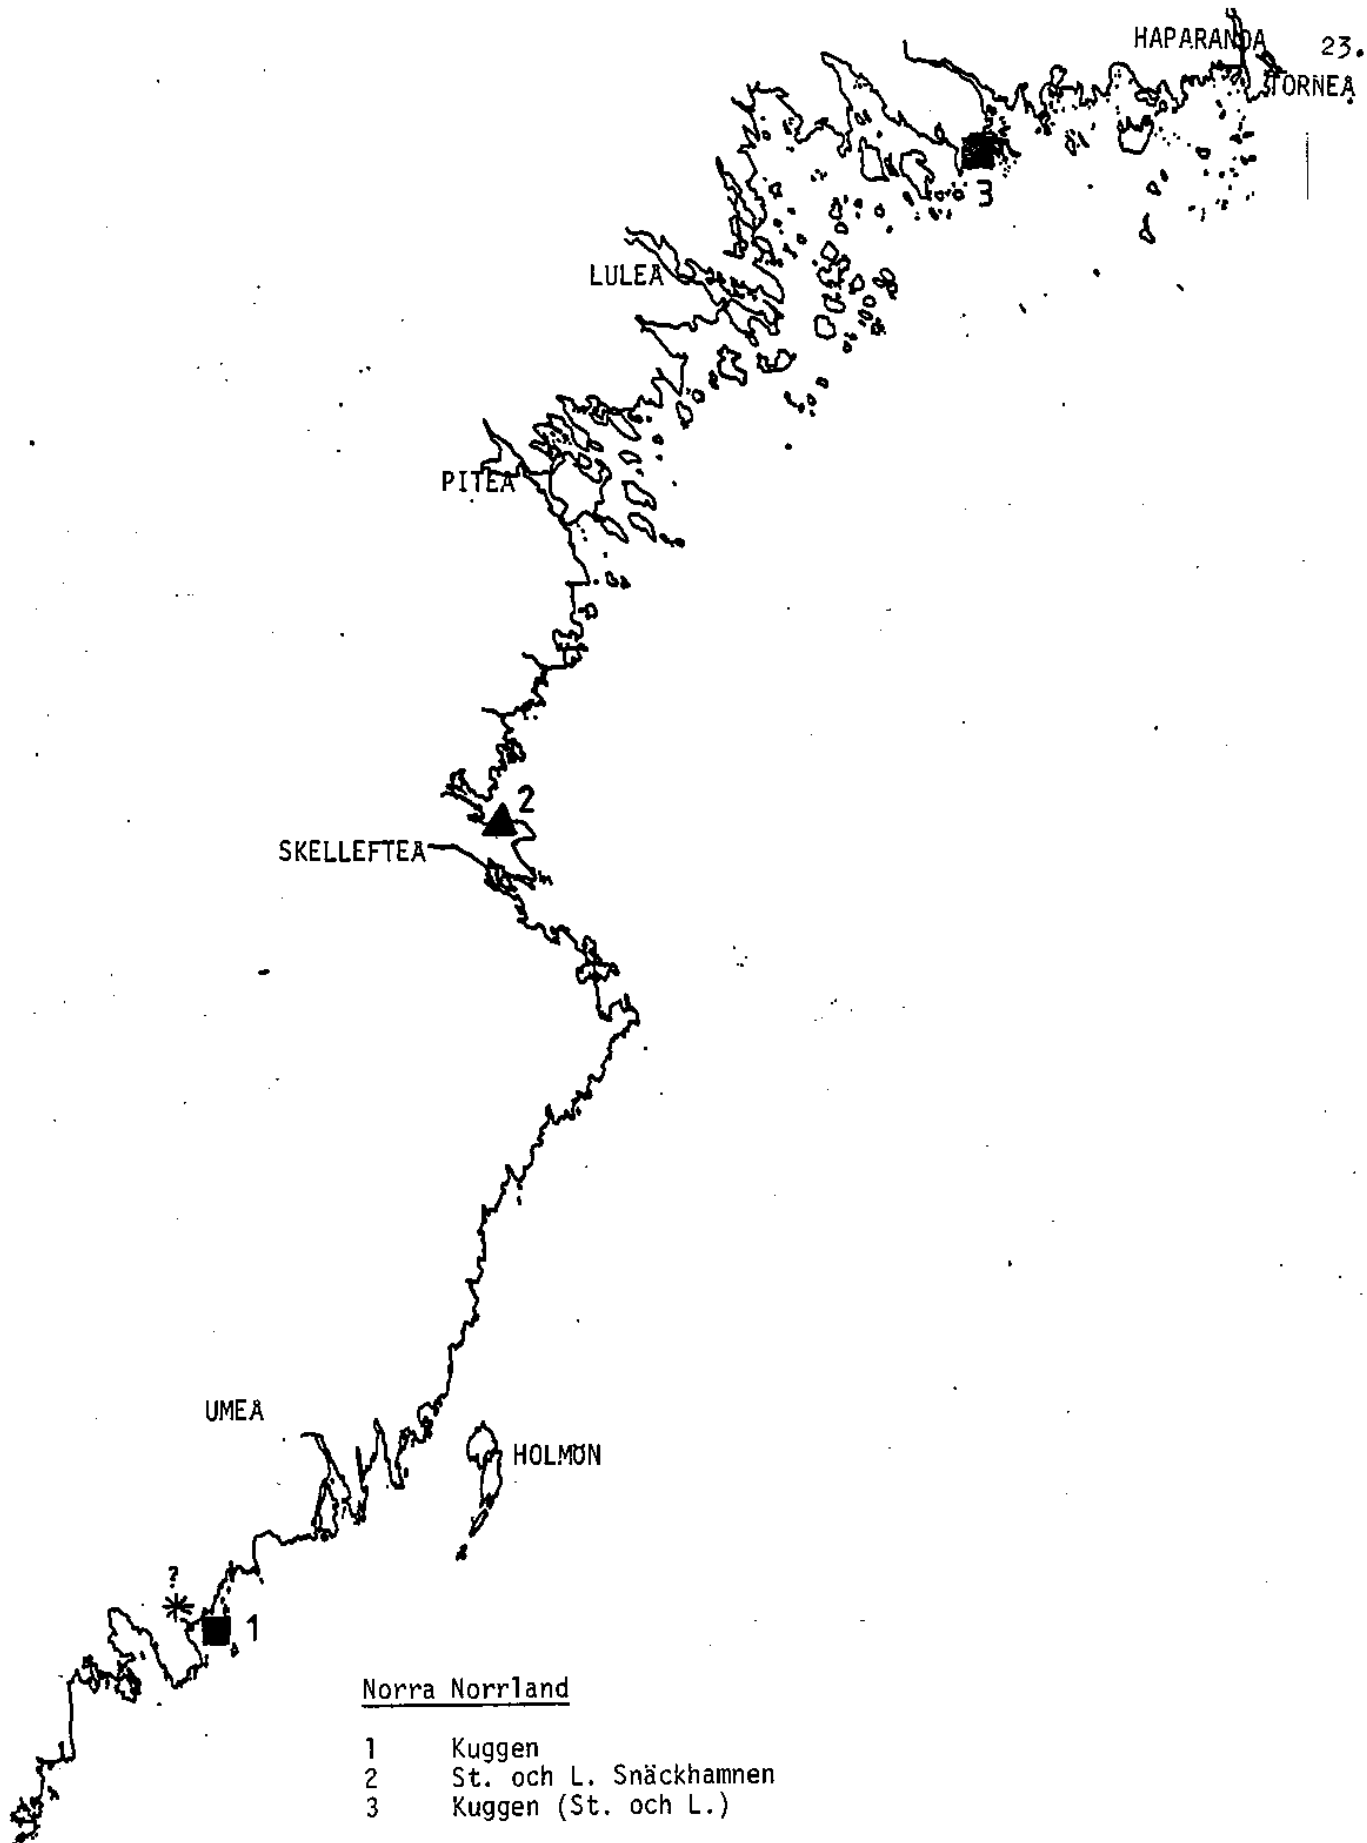 HAPARANDA 23.
TORNEÅ
3
LULEÅ
PITEÅ
2
SKELLEFTEÅ
UMEÅ
HOLMÖN
?
1
Norra Norrland
1 Kuggen
2 St. och L. Snäckhamnen
3 Kuggen (St. och L.)